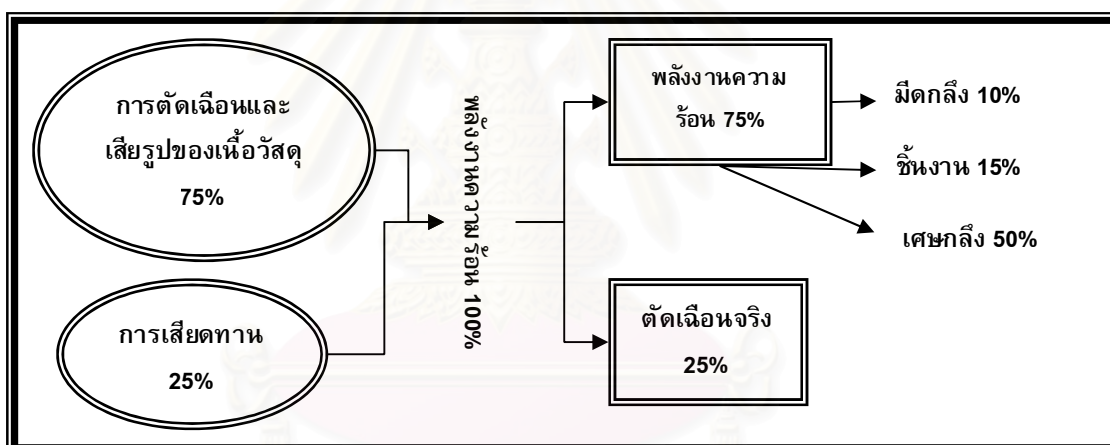 การตัดเฉือนและ
เสียรูปของเนื้อวัสดุ
75%
การเสียดทาน
25%
พลังงานความร้อน 100%
พลังงานความ
ร้อน 75%
มีดกลึง 10%
ชิ้นงาน 15%
เศษกลึง 50%
ตัดเฉือนจริง
25%